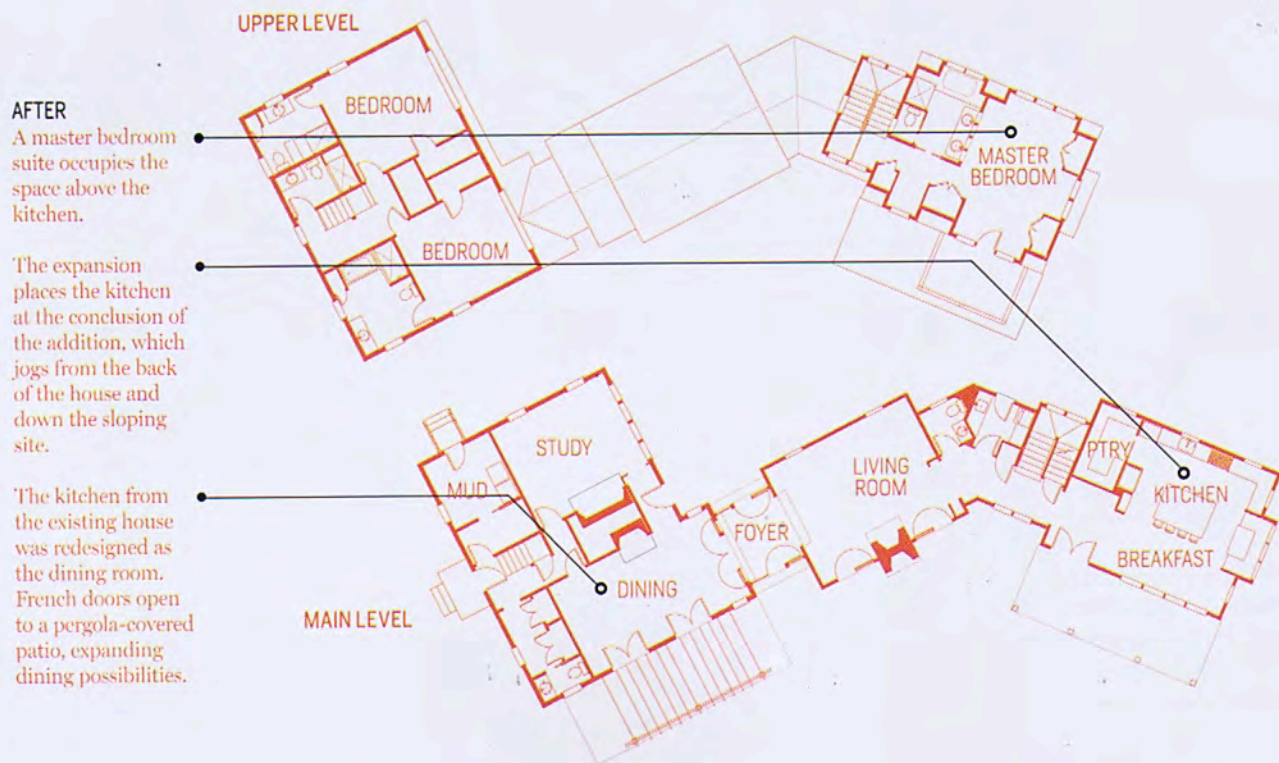 UPPER LEVEL
AFTER
A master bedroom
suite occupies the
space above the
kitchen.
The expansion
places the kitchen
at the conclusion of
the addition, which
jogs from the back
of the house and
down the sloping
site.
The kitchen from
the existing house
was redesigned as
the dining room.
French doors open
to a pergola-covered
patio, expanding
dining possibilities.
BEDROOM
BEDROOM
MASTER
BEDROOM
MAIN LEVEL
STUDY
MUD
DINING
FOYER
LIVING
ROOM
PTRY
KITCHEN
BREAKFAST